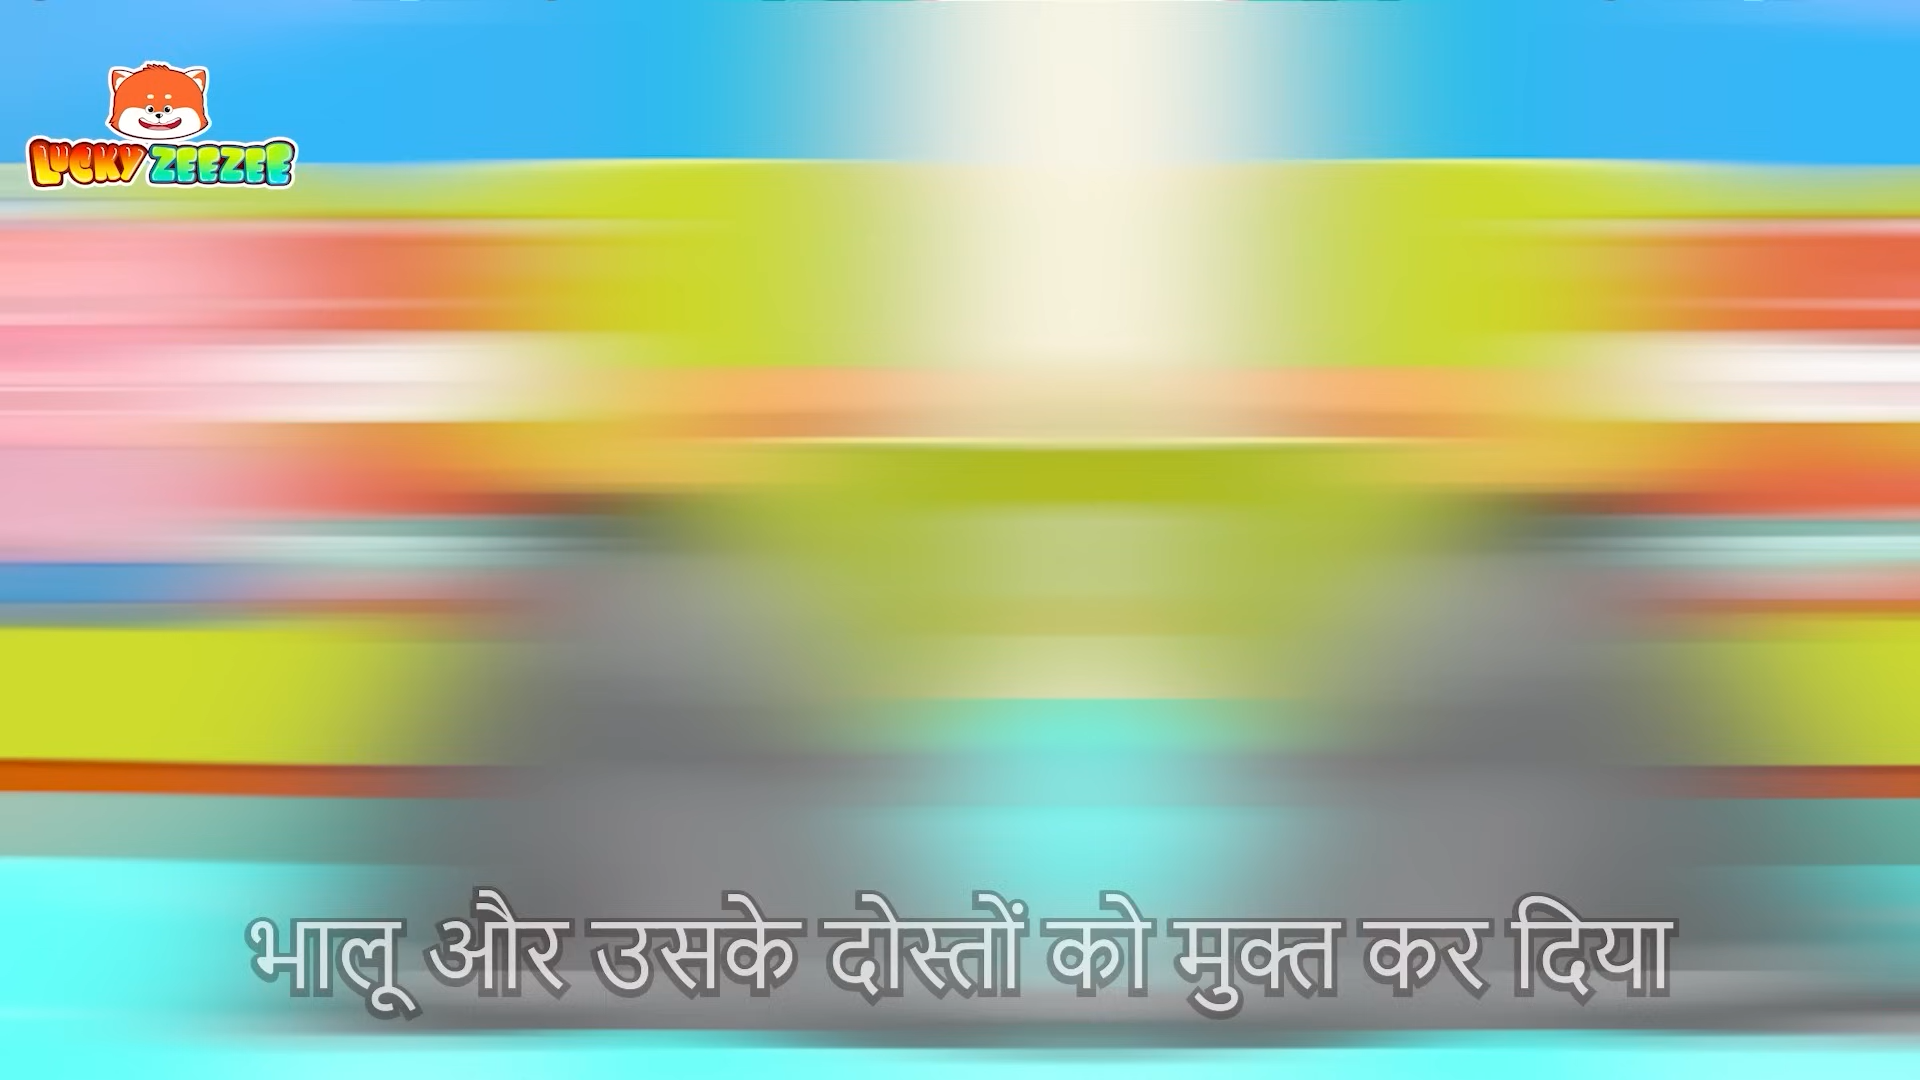 LUCKY ZEEZEE
भालू और उसके दोस्तों को मुक्त कर दिया